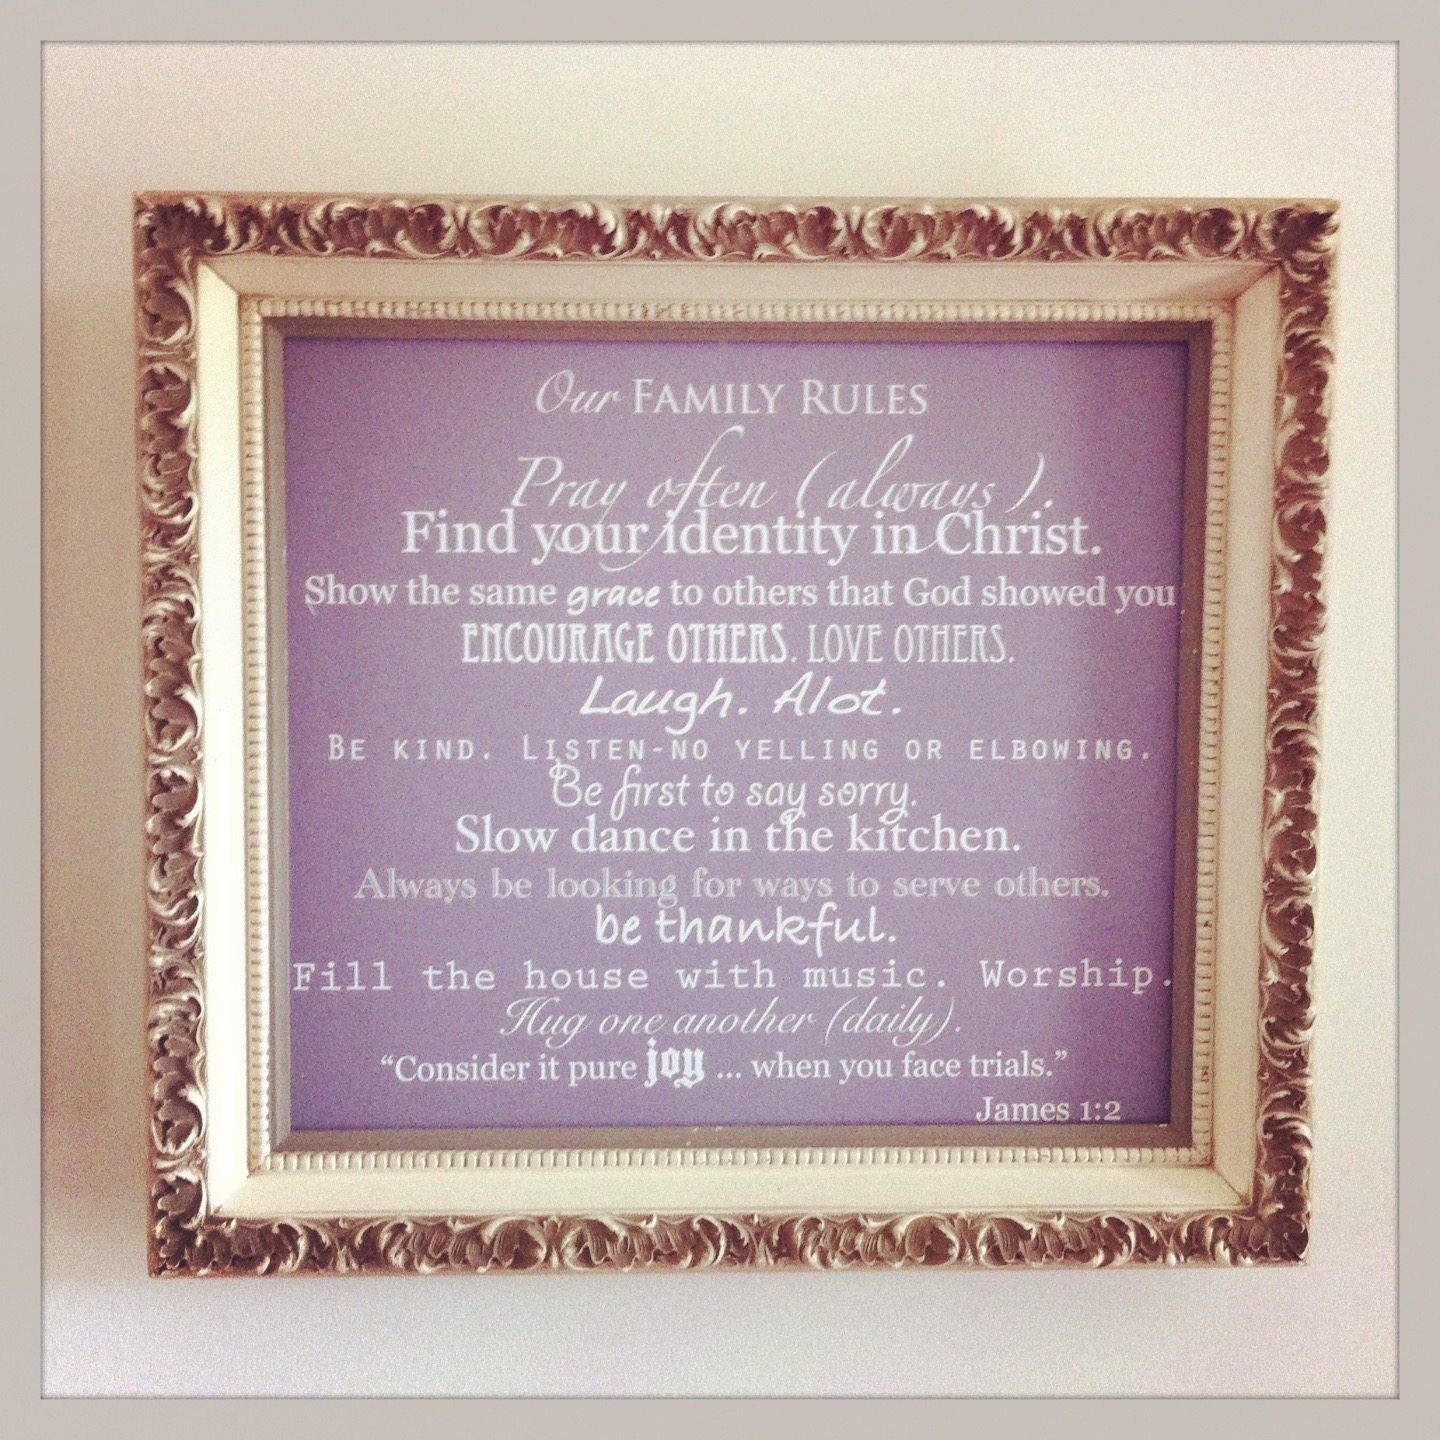 Our FAMILY RULES
Pray often (always).
Find your identity in Christ.
Show the same grace to others that God showed you
ENCOURAGE OTHERS. LOVE OTHERS.
Laugh. Alot.
BE KIND. LISTEN-NO YELLING OR ELBOWING.
Be first to say sorry.
Slow dance in the kitchen.
Always be looking for ways to serve others.
be thankful.
Fill the house with music. Worship.
Hug one another (daily).
“Consider it pure joy ... when you face trials.”
James 1:2